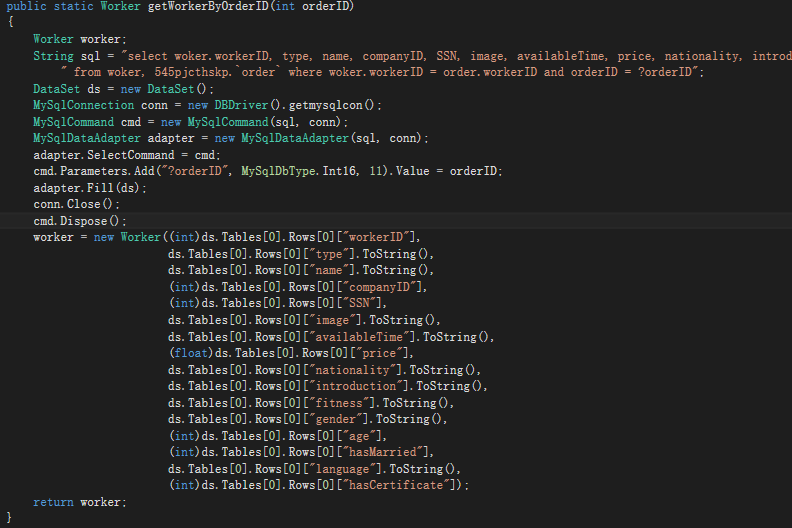 public static Worker getWorkerByOrderID(int orderID)
{
    Worker worker;
    String sql = "select woker.workerID, type, name, companyID, SSN, image, availableTime, price, nationality, introd
        " from woker, 545pjcthskp.`order` where woker.workerID = order.workerID and orderID = ?orderID";
    DataSet ds = new DataSet();
    MySqlConnection conn = new DBDriver().getmysqlcon();
    MySqlCommand cmd = new MySqlCommand(sql, conn);
    MySqlDataAdapter adapter = new MySqlDataAdapter(sql, conn);
    adapter.SelectCommand = cmd;
    cmd.Parameters.Add("?orderID", MySqlDbType.Int16, 11).Value = orderID;
    adapter.Fill(ds);
    conn.Close();
    cmd.Dispose();
    worker = new Worker((int)ds.Tables[0].Rows[0]["workerID"],
                        ds.Tables[0].Rows[0]["type"].ToString(),
                        ds.Tables[0].Rows[0]["name"].ToString(),
                        (int)ds.Tables[0].Rows[0]["companyID"],
                        (int)ds.Tables[0].Rows[0]["SSN"],
                        ds.Tables[0].Rows[0]["image"].ToString(),
                        ds.Tables[0].Rows[0]["availableTime"].ToString(),
                        (float)ds.Tables[0].Rows[0]["price"],
                        ds.Tables[0].Rows[0]["nationality"].ToString(),
                        ds.Tables[0].Rows[0]["introduction"].ToString(),
                        ds.Tables[0].Rows[0]["fitness"].ToString(),
                        ds.Tables[0].Rows[0]["gender"].ToString(),
                        (int)ds.Tables[0].Rows[0]["age"],
                        (int)ds.Tables[0].Rows[0]["hasMarried"],
                        ds.Tables[0].Rows[0]["language"].ToString(),
                        (int)ds.Tables[0].Rows[0]["hasCertificate"]);
    return worker;
}